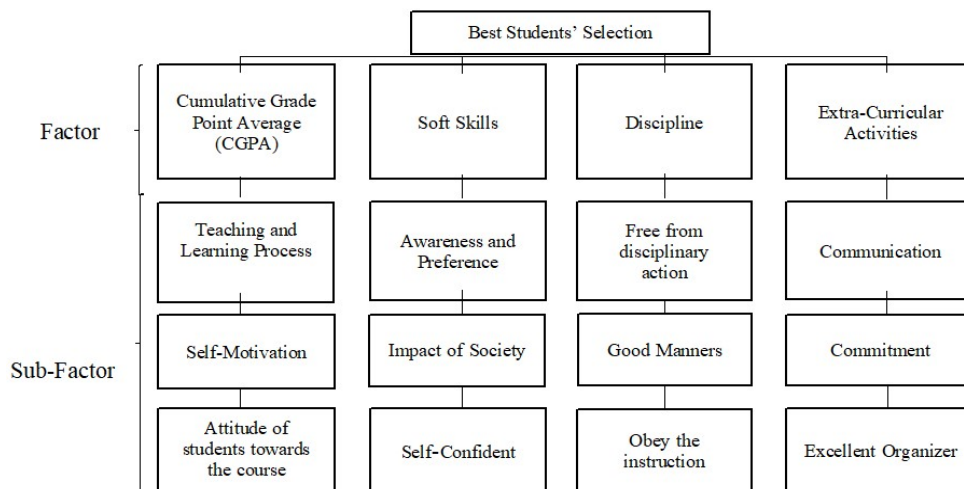 Best Students’ Selection
Factor
Cumulative Grade
Point Average
(CGPA)
Soft Skills
Discipline
Extra-Curricular
Activities
Sub-Factor
Teaching and
Learning Process
Awareness and
Preference
Free from
disciplinary
action
Communication
Self-Motivation
Impact of Society
Good Manners
Commitment
Attitude of
students towards
the course
Self-Confident
Obey the
instruction
Excellent Organizer